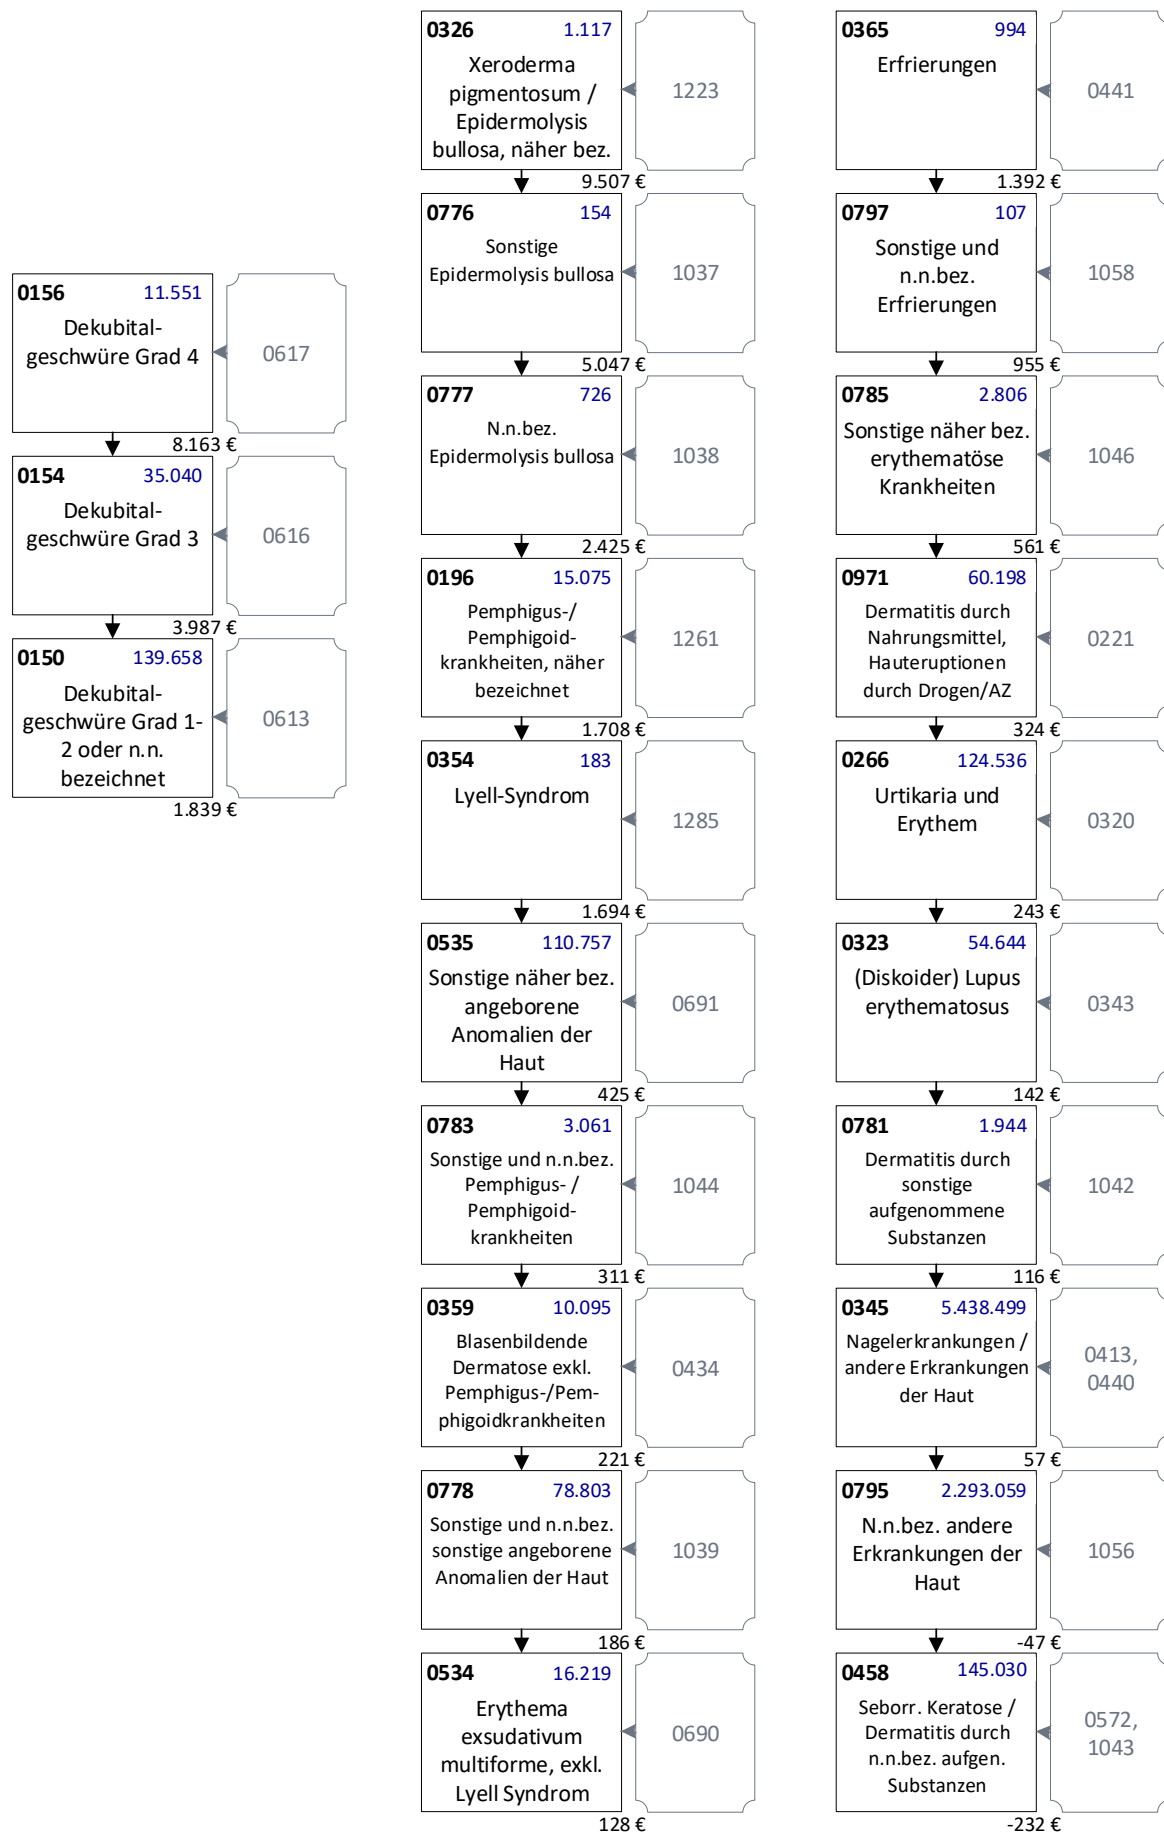 0156 11.551
Dekubital-
geschwüre Grad 4
0617
8.163 €
0154 35.040
Dekubital-
geschwüre Grad 3
0616
3.987 €
0150 139.658
Dekubital-
geschwüre Grad 1-
2 oder n.n.
bezeichnet
0613
1.839 €
0326 1.117
Xeroderma
pigmentosum /
Epidermolysis
bullosa, näher bez.
1223
9.507 €
0776 154
Sonstige
Epidermolysis bullosa
1037
5.047 €
0777 726
N.n.bez.
Epidermolysis bullosa
1038
2.425 €
0196 15.075
Pemphigus-/
Pemphigoid-
krankheiten, näher
bezeichnet
1261
1.708 €
0354 183
Lyell-Syndrom
1285
1.694 €
0535 110.757
Sonstige näher bez.
angeborene
Anomalien der
Haut
0691
425 €
0783 3.061
Sonstige und n.n.bez.
Pemphigus- /
Pemphigoid-
krankheiten
1044
311 €
0359 10.095
Blasenbildende
Dermatose exkl.
Pemphigus-/Pem-
phigoidkrankheiten
0434
221 €
0778 78.803
Sonstige und n.n.bez.
sonstige angeborene
Anomalien der Haut
1039
186 €
0534 16.219
Erythema
exsudativum
multiforme, exkl.
Lyell Syndrom
0690
128 €
0365 994
Erfrierungen
0441
1.392 €
0797 107
Sonstige und
n.n.bez.
Erfrierungen
1058
955 €
0785 2.806
Sonstige näher bez.
erythematöse
Krankheiten
1046
561 €
0971 60.198
Dermatitis durch
Nahrungsmittel,
Hauteruptionen
durch Drogen/AZ
0221
324 €
0266 124.536
Urtikaria und
Erythem
0320
243 €
0323 54.644
(Diskoider) Lupus
erythematosus
0343
142 €
0781 1.944
Dermatitis durch
sonstige
aufgenommene
Substanzen
1042
116 €
0345 5.438.499
Nagelerkrankungen /
andere Erkrankungen
der Haut
0413,
0440
57 €
0795 2.293.059
N.n.bez. andere
Erkrankungen der
Haut
1056
-47 €
0458 145.030
Seborr. Keratose /
Dermatitis durch
n.n.bez. aufgen.
Substanzen
0572,
1043
-232 €